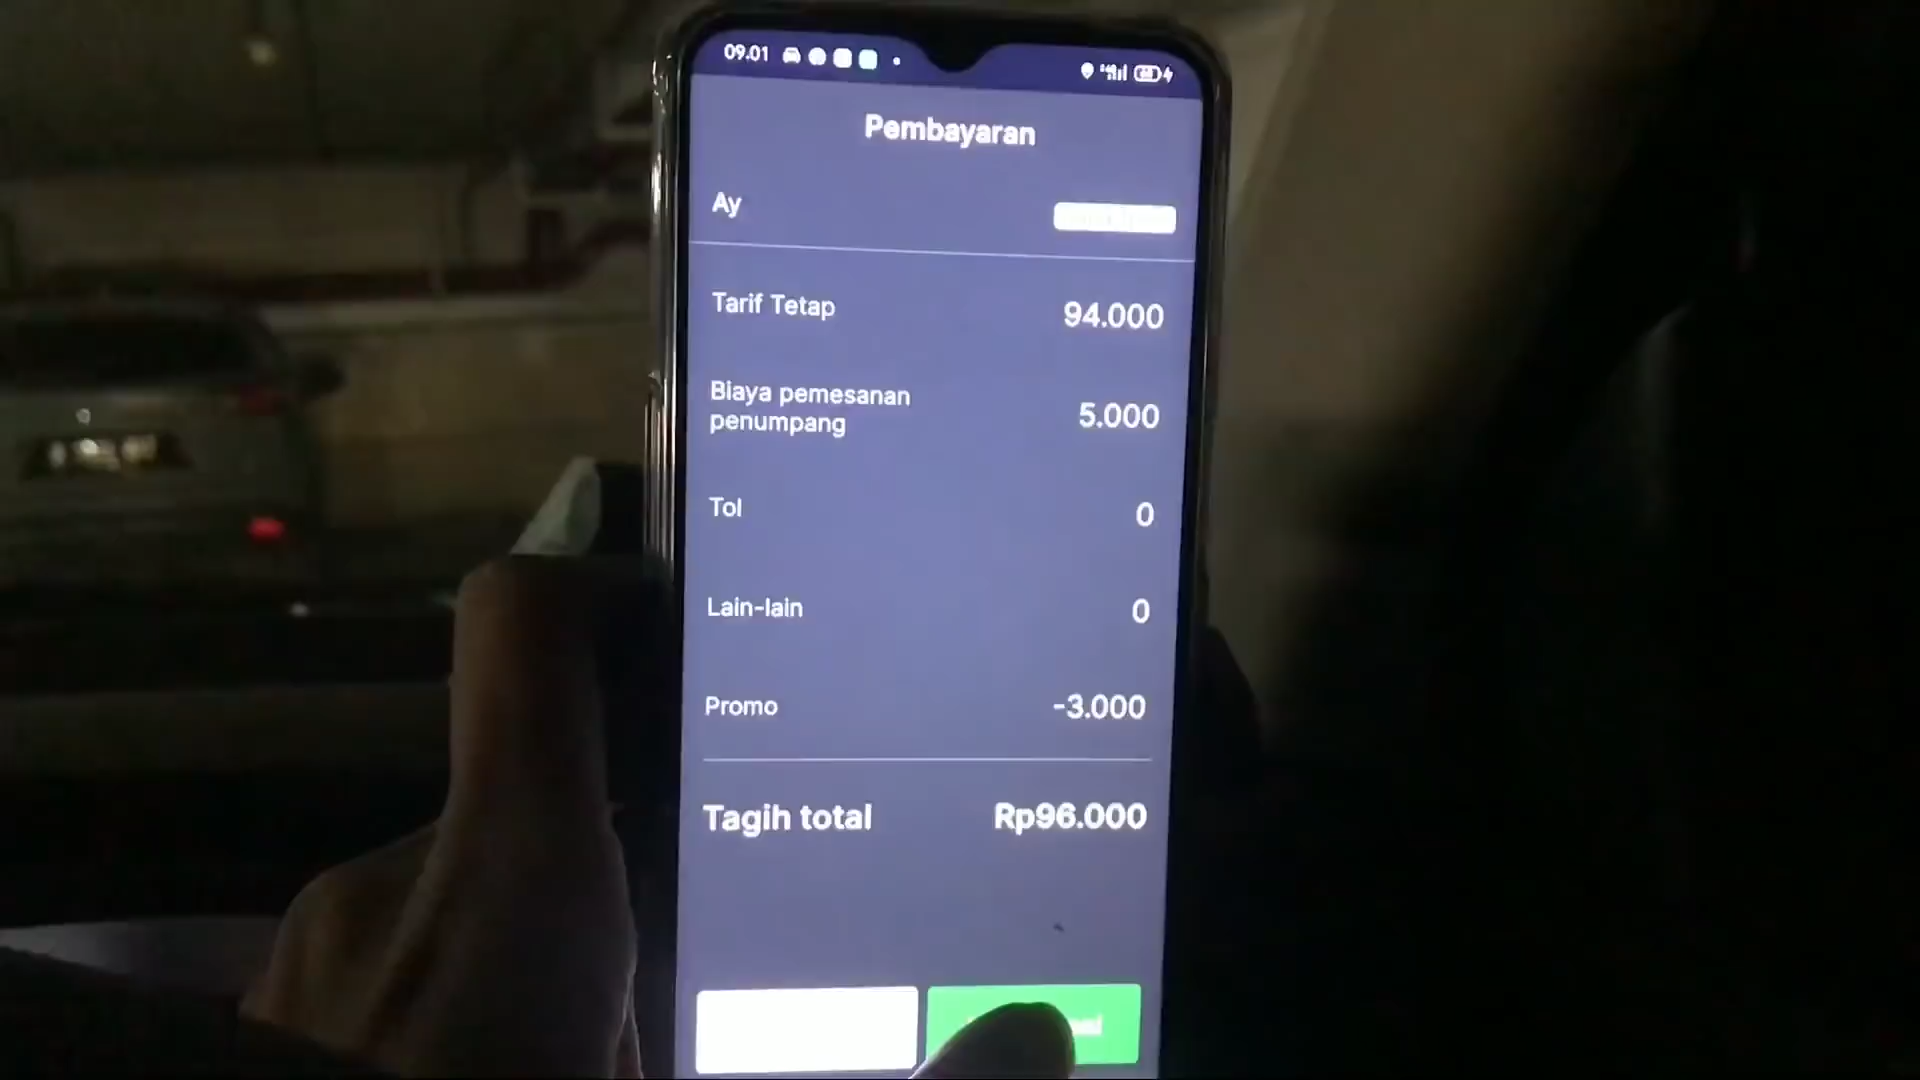 09.01
Pembayaran
Ay
Tarif Tetap 94.000
Biaya pemesanan
penumpang 5.000
Tol 0
Lain-lain 0
Promo -3.000
Tagih total Rp96.000